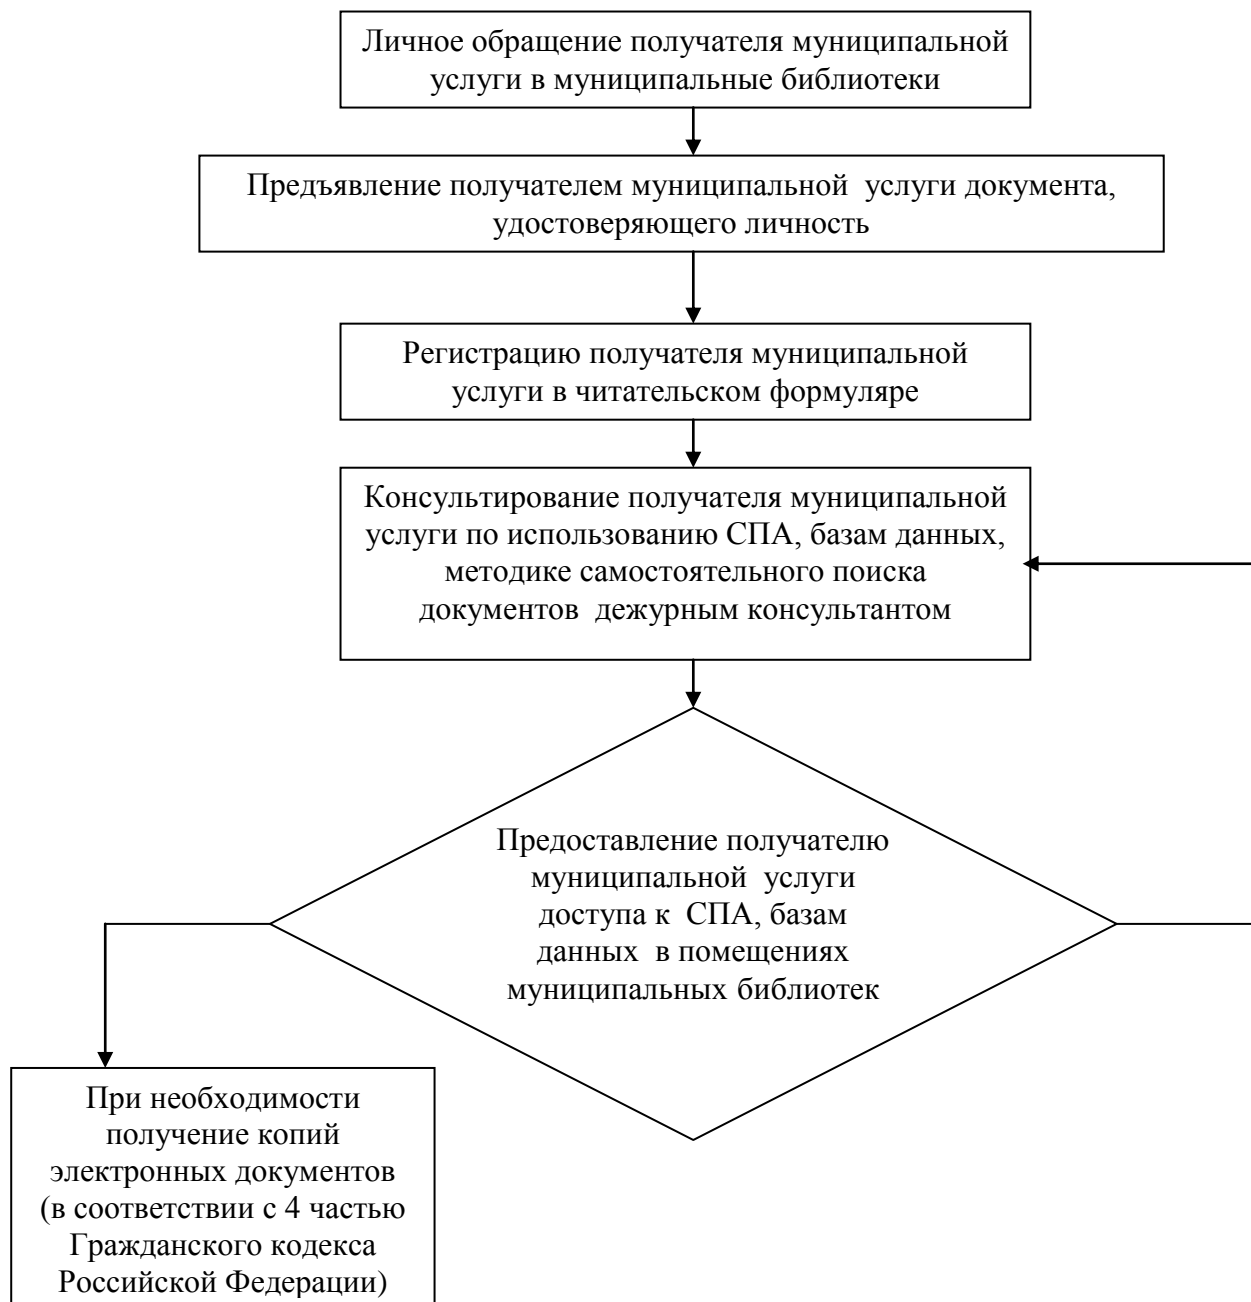 Личное обращение получателя муниципальной
услуги в муниципальные библиотеки
Предъявление получателем муниципальной услуги документа,
удостоверяющего личность
Регистрацию получателя муниципальной
услуги в читательском формуляре
Консультирование получателя муниципальной
услуги по использованию СПА, базам данных,
методике самостоятельного поиска
документов дежурным консультантом
Предоставление получателю
муниципальной услуги
доступа к СПА, базам
данных в помещениях
муниципальных библиотек
При необходимости
получение копий
электронных документов
(в соответствии с 4 частью
Гражданского кодекса
Российской Федерации)